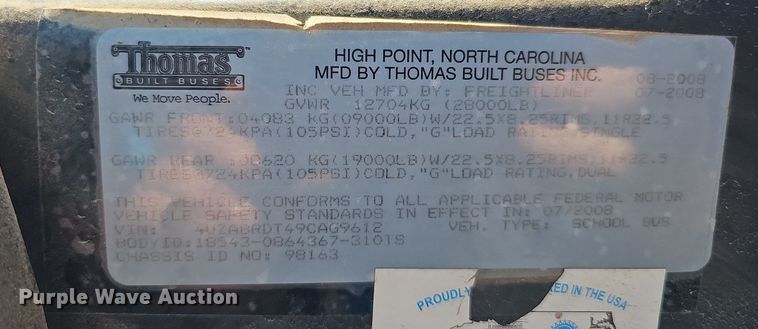 Thomas
BUILT BUSES
We Move People.
HIGH POINT, NORTH CAROLINA
MFD BY THOMAS BUILT BUSES INC. 08-2008
INC VEH MFD BY: FREIGHTLINER 07-2008
GVWR 12704KG (28000LB)
GAWR FRONT:04083 KG(09000LB)W/22.5X8.25RIMS,11R22.5
TIRES@724KPA(105PSI)COLD,"G"LOAD RATING,SINGLE
GAWR REAR :08620 KG(19000LB)W/22.5X8.25RIMS,11R22.5
TIRES@724KPA(105PSI)COLD,"G"LOAD RATING,DUAL
THIS VEHICLE CONFORMS TO ALL APPLICABLE FEDERAL MOTOR
VEHICLE SAFETY STANDARDS IN EFFECT IN: 07/2008
VIN: 4UZABRDT49CAG9612 VEH. TYPE: SCHOOL BUS
BODYID:18543-0864367-310TS
CHASSIS ID NO: 98163
PROUDLY ED IN THE USA
Purple Wave Auction